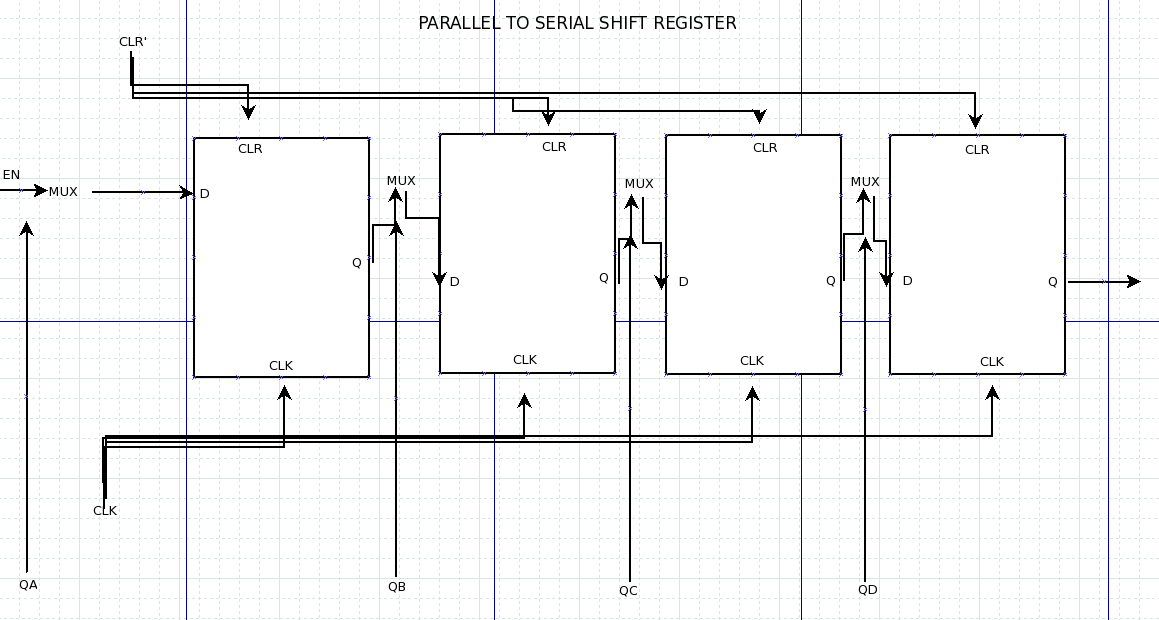 PARALLEL TO SERIAL SHIFT REGISTER
CLR'
CLR
CLR
CLR
CLR
EN
MUX
D
MUX
MUX
MUX
Q
D
Q
D
Q
D
Q
CLK
CLK
CLK
CLK
CLK
QA
QB
QC
QD